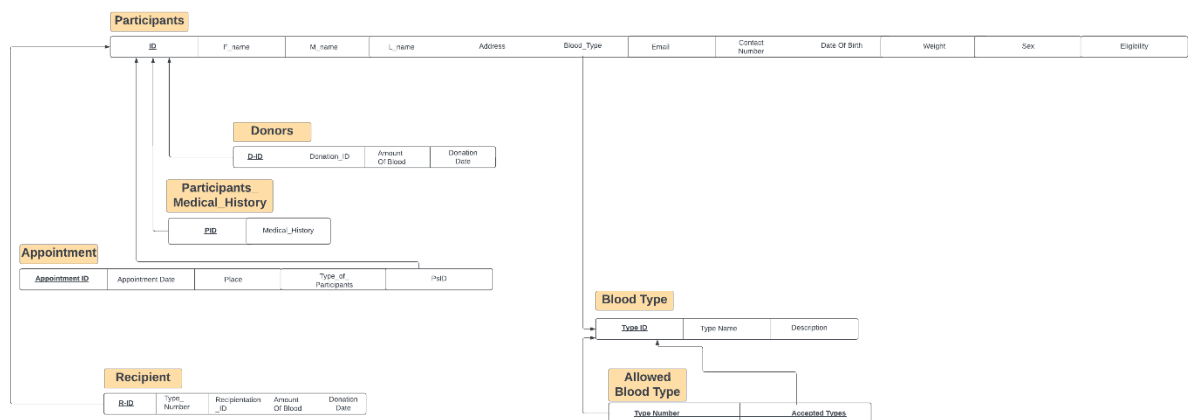 Participants
ID F_name M_name L_name Address Blood_Type Email Contact Number Date Of Birth Weight Sex Eligibility
Donors
D-ID Donation_ID Amount Of Blood Donation Date
Participants_
Medical_History
PID Medical_History
Appointment
Appointment ID Appointment Date Place Type_of_ Participants PsID
Blood Type
Type ID Type Name Description
Recipient
R-ID Type_ Number Recipientation _ID Amount Of Blood Donation Date
Allowed
Blood Type
Type Number Accepted Types